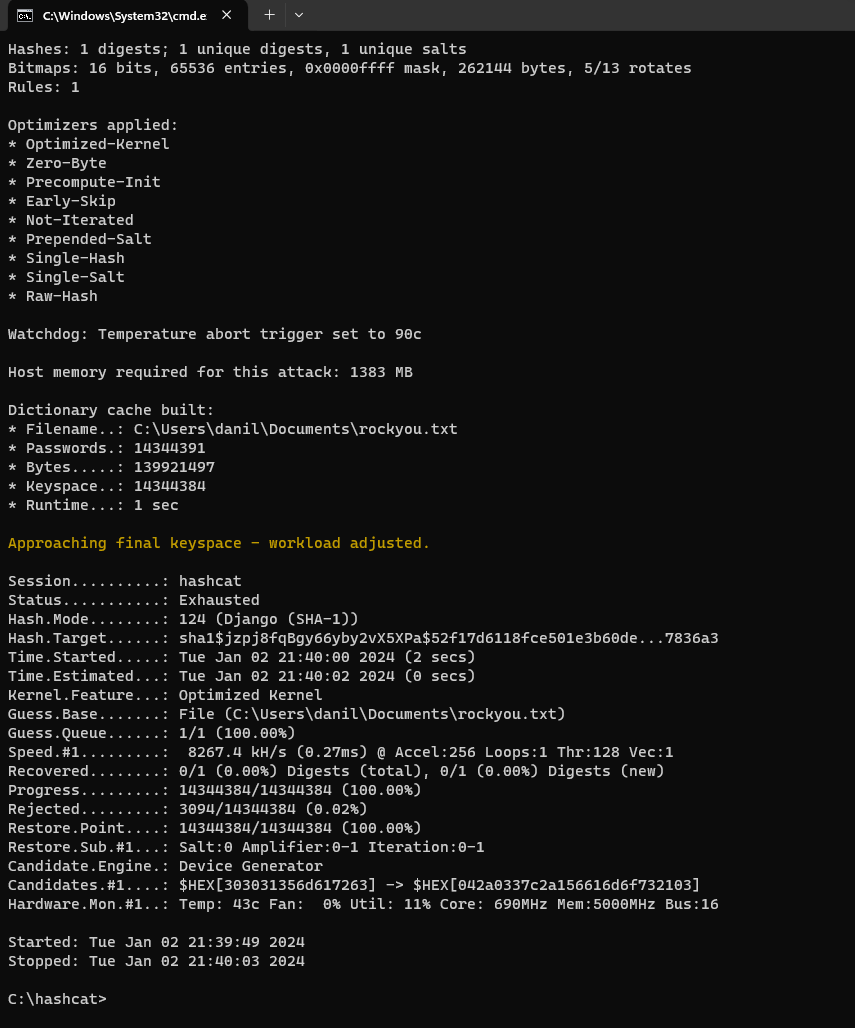 C:\Windows\System32\cmd.e
Hashes: 1 digests; 1 unique digests, 1 unique salts
Bitmaps: 16 bits, 65536 entries, 0x0000ffff mask, 262144 bytes, 5/13 rotates
Rules: 1
Optimizers applied:
* Optimized-Kernel
* Zero-Byte
* Precompute-Init
* Early-Skip
* Not-Iterated
* Prepended-Salt
* Single-Hash
* Single-Salt
* Raw-Hash
Watchdog: Temperature abort trigger set to 90c
Host memory required for this attack: 1383 MB
Dictionary cache built:
* Filename..: C:\Users\danil\Documents\rockyou.txt
* Passwords.: 14344391
* Bytes.....: 139921497
* Keyspace..: 14344384
* Runtime...: 1 sec
Approaching final keyspace - workload adjusted.
Session..........: hashcat
Status...........: Exhausted
Hash.Mode........: 124 (Django (SHA-1))
Hash.Target......: sha1$jzpj8fqBgy66yby2vX5XPa$52f17d6118fce501e3b60de...7836a3
Time.Started.....: Tue Jan 02 21:40:00 2024 (2 secs)
Time.Estimated...: Tue Jan 02 21:40:02 2024 (0 secs)
Kernel.Feature...: Optimized Kernel
Guess.Base.......: File (C:\Users\danil\Documents\rockyou.txt)
Guess.Queue......: 1/1 (100.00%)
Speed.#1.........:  8267.4 kH/s (0.27ms) @ Accel:256 Loops:1 Thr:128 Vec:1
Recovered........: 0/1 (0.00%) Digests (total), 0/1 (0.00%) Digests (new)
Progress.........: 14344384/14344384 (100.00%)
Rejected.........: 3094/14344384 (0.02%)
Restore.Point....: 14344384/14344384 (100.00%)
Restore.Sub.#1...: Salt:0 Amplifier:0-1 Iteration:0-1
Candidate.Engine.: Device Generator
Candidates.#1....: $HEX[303031356d617263] -> $HEX[042a0337c2a156616d6f732103]
Hardware.Mon.#1..: Temp: 43c Fan:  0% Util: 11% Core: 690MHz Mem:5000MHz Bus:16
Started: Tue Jan 02 21:39:49 2024
Stopped: Tue Jan 02 21:40:03 2024
C:\hashcat>